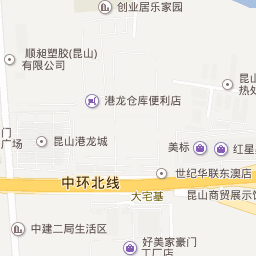 创业居乐家园
顺昶塑胶(昆山)
有限公司
昆山
热处
港龙仓库便利店
门
广场
昆山港龙城
美标
红星
世纪华联东澳店
中环北线
大宅基
昆山商贸展示馆
中建二局生活区
好美家豪门
工厂店